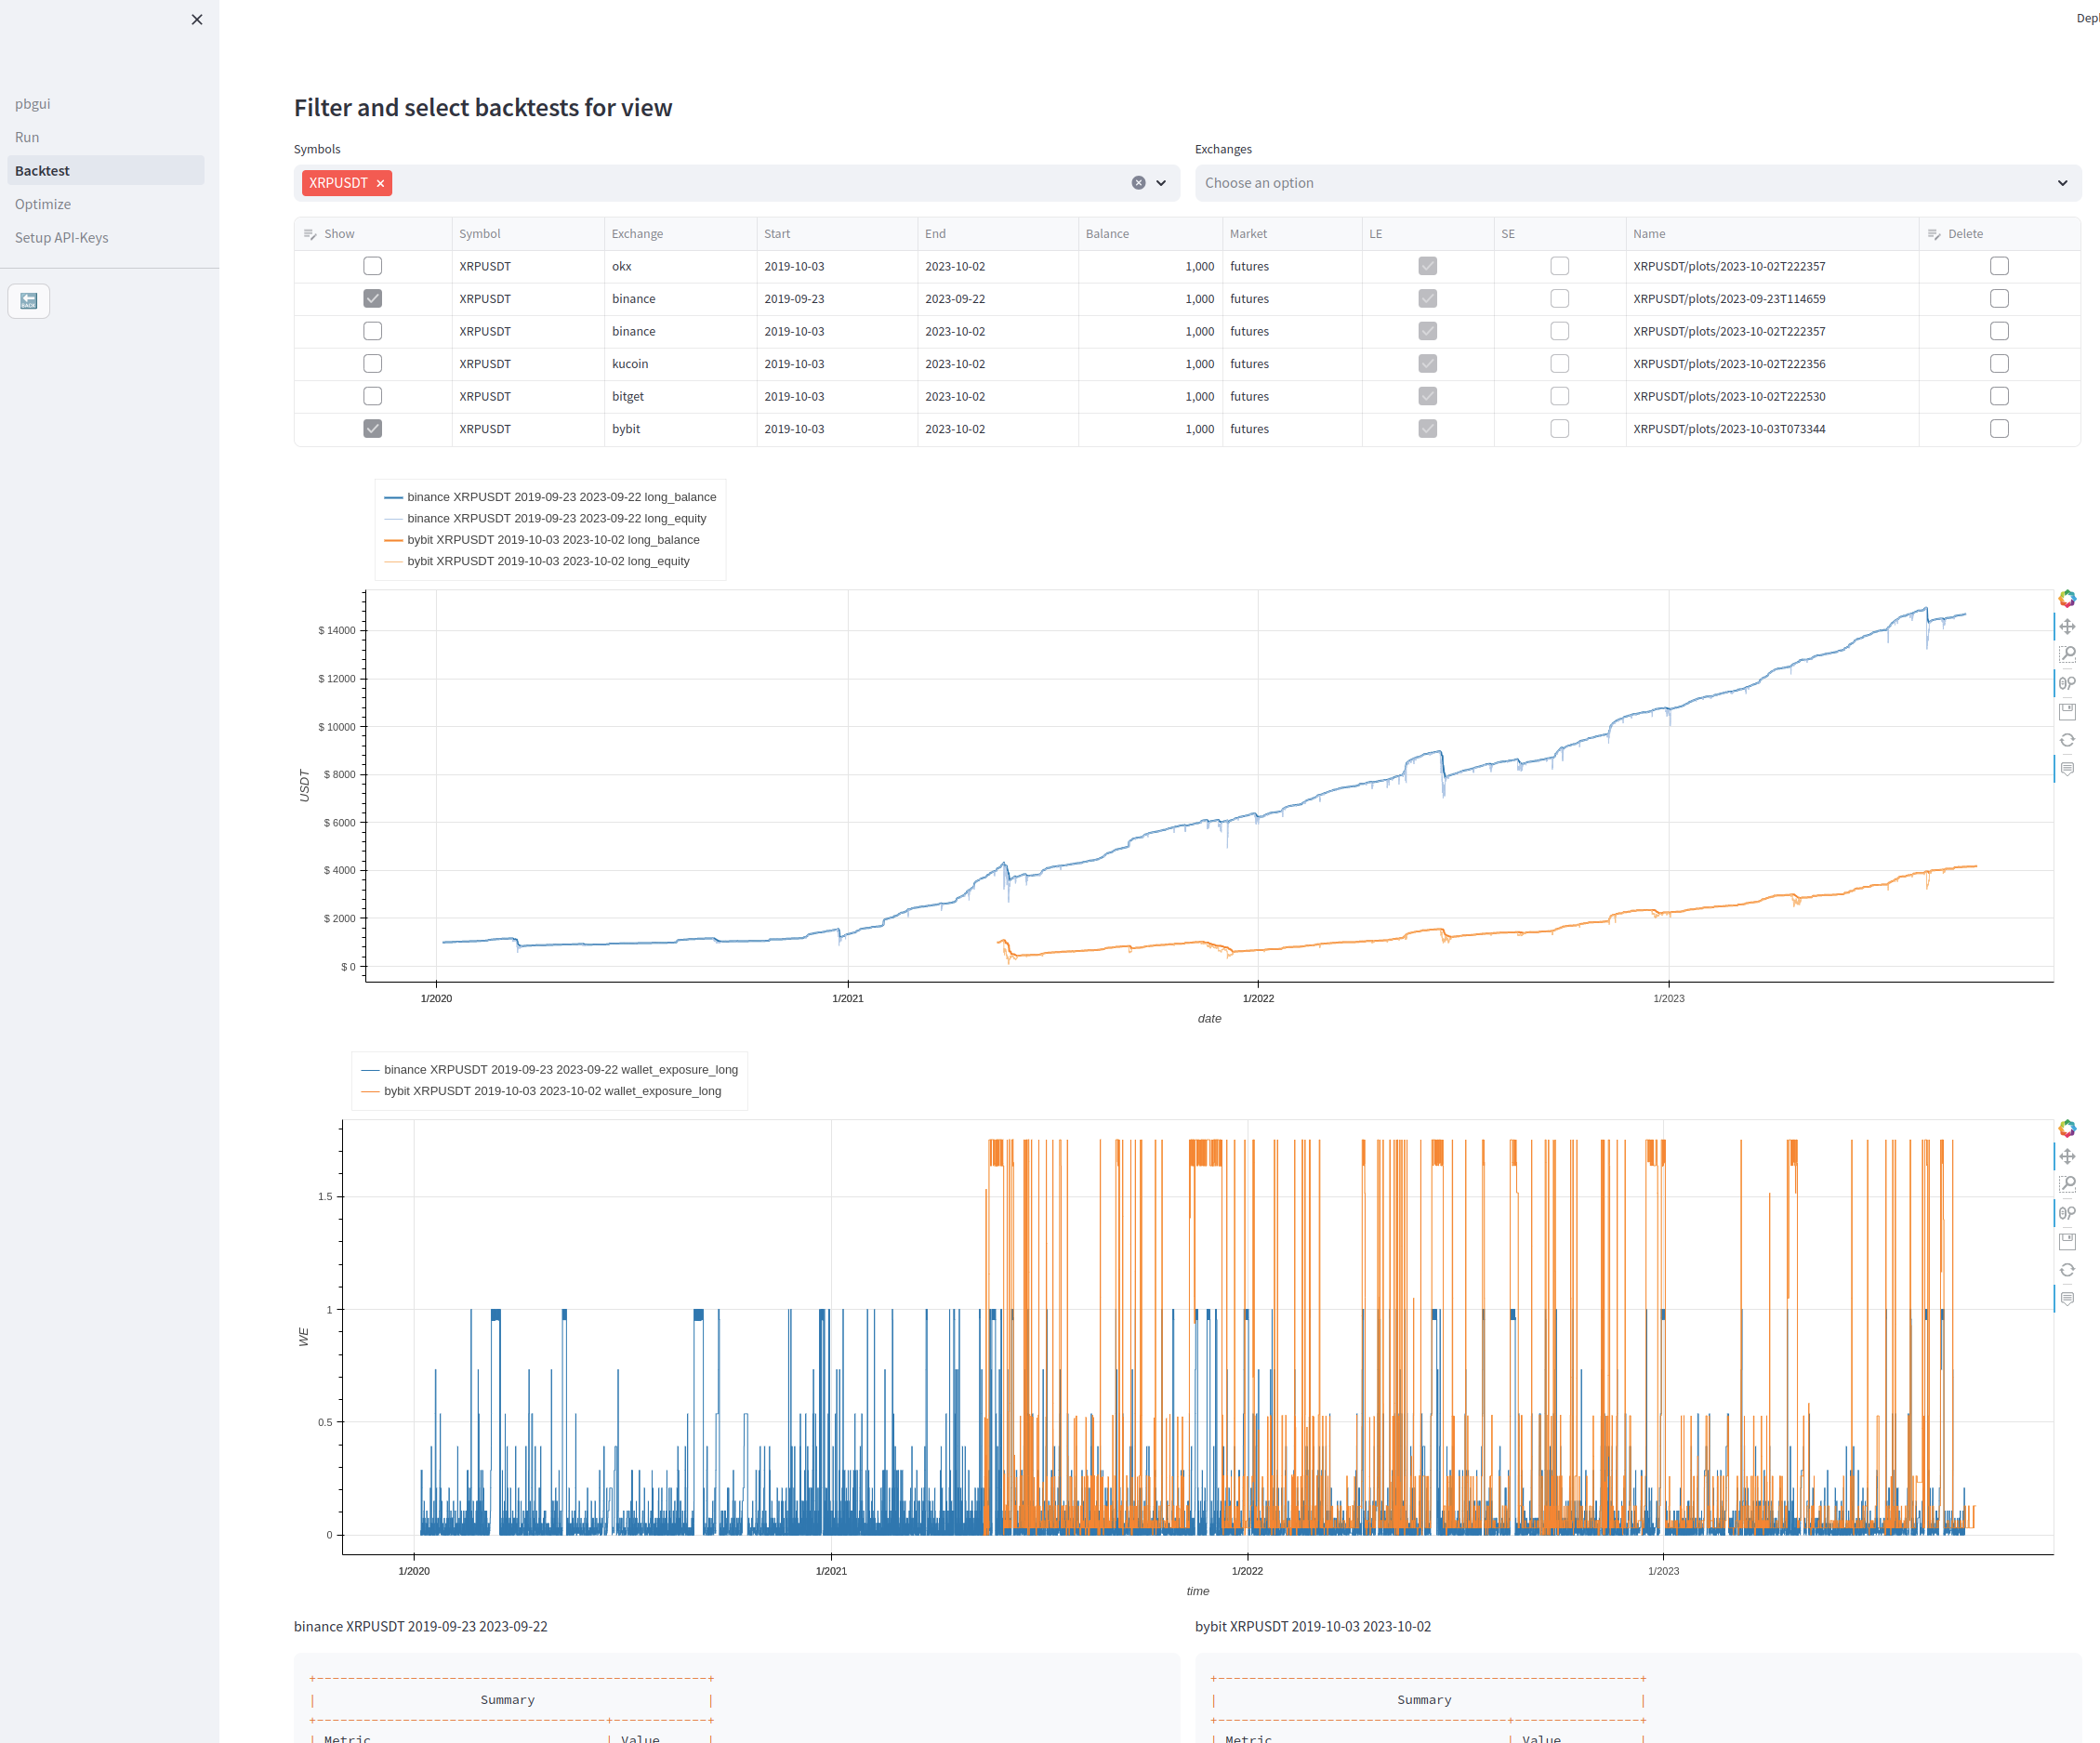 Depl
pbgui
Run
Backtest
Optimize
Setup API-Keys
BACK
Filter and select backtests for view
Symbols
Exchanges
XRPUSDT
Choose an option
Show Symbol Exchange Start End Balance Market LE SE Name Delete
XRPUSDT okx 2019-10-03 2023-10-02 1,000 futures XRPUSDT/plots/2023-10-02T222357
XRPUSDT binance 2019-09-23 2023-09-22 1,000 futures XRPUSDT/plots/2023-09-23T114659
XRPUSDT binance 2019-10-03 2023-10-02 1,000 futures XRPUSDT/plots/2023-10-02T222357
XRPUSDT kucoin 2019-10-03 2023-10-02 1,000 futures XRPUSDT/plots/2023-10-02T222356
XRPUSDT bitget 2019-10-03 2023-10-02 1,000 futures XRPUSDT/plots/2023-10-02T222530
XRPUSDT bybit 2019-10-03 2023-10-02 1,000 futures XRPUSDT/plots/2023-10-03T073344
binance XRPUSDT 2019-09-23 2023-09-22 long_balance
binance XRPUSDT 2019-09-23 2023-09-22 long_equity
bybit XRPUSDT 2019-10-03 2023-10-02 long_balance
bybit XRPUSDT 2019-10-03 2023-10-02 long_equity
$ 14000
$ 12000
$ 10000
$ 8000
$ 6000
$ 4000
$ 2000
$ 0
USDT
1/2020 1/2021 1/2022 1/2023
date
binance XRPUSDT 2019-09-23 2023-09-22 wallet_exposure_long
bybit XRPUSDT 2019-10-03 2023-10-02 wallet_exposure_long
1.5
1
0.5
0
WE
1/2020 1/2021 1/2022 1/2023
time
binance XRPUSDT 2019-09-23 2023-09-22
bybit XRPUSDT 2019-10-03 2023-10-02
Summary
Summary
Metric Value
Metric Value